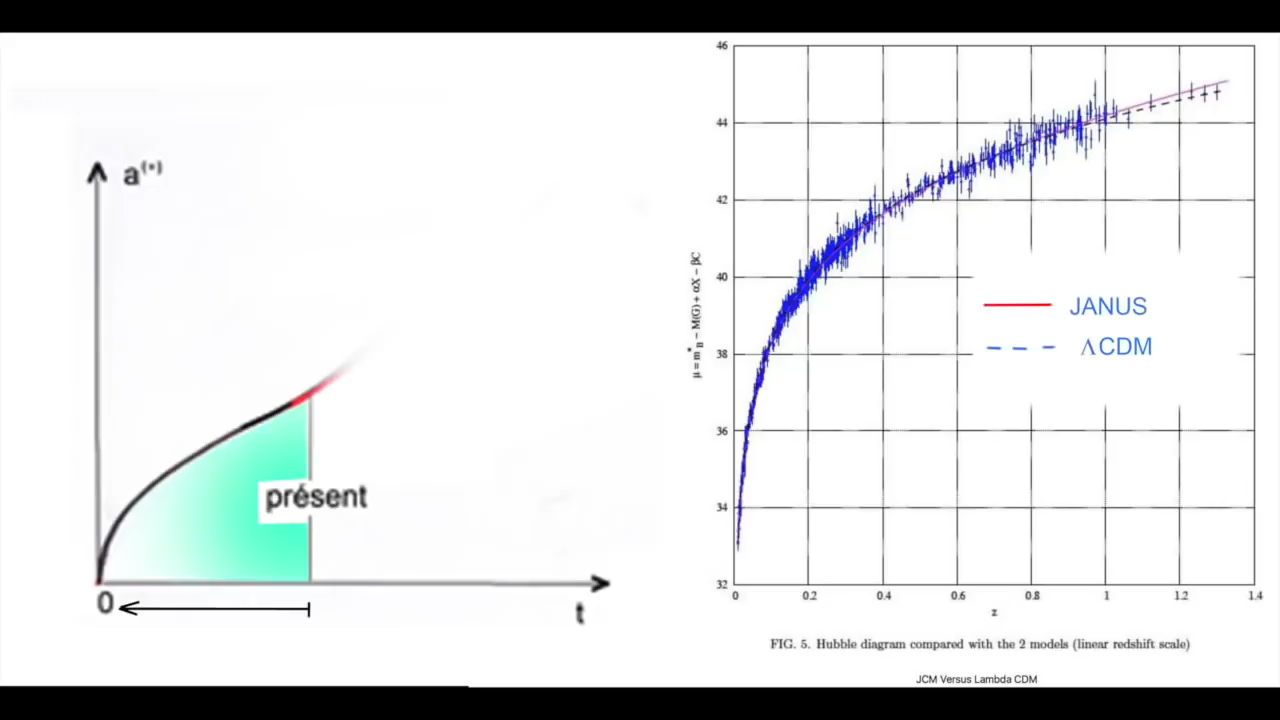 a⁽⁺⁾
présent
0
t
46
44
42
40
38
36
34
32
μ = m*B − M(G) + αX − βC
JANUS
ΛCDM
0 0.2 0.4 0.6 0.8 1 1.2 1.4
z
FIG. 5. Hubble diagram compared with the 2 models (linear redshift scale)
JCM Versus Lambda CDM